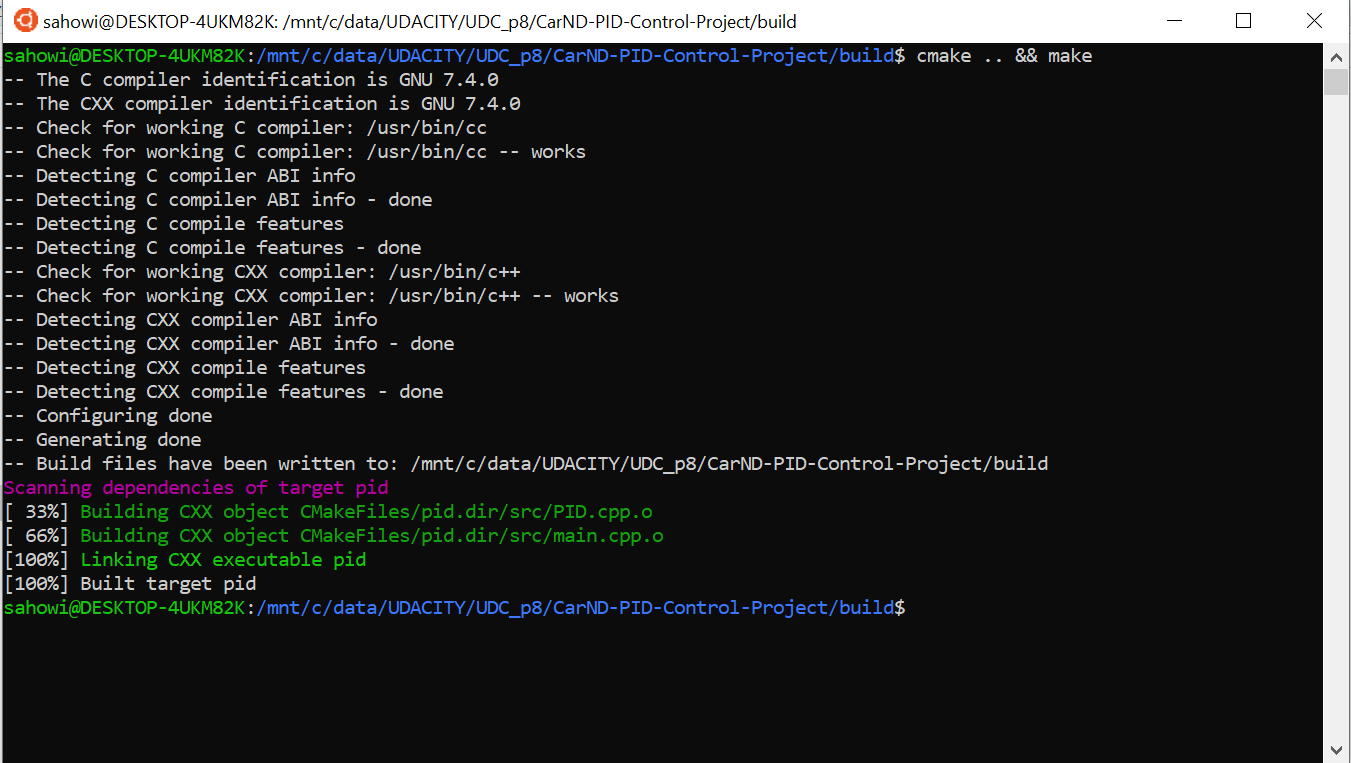 sahowi@DESKTOP-4UKM82K: /mnt/c/data/UDACITY/UDC_p8/CarND-PID-Control-Project/build
sahowi@DESKTOP-4UKM82K:/mnt/c/data/UDACITY/UDC_p8/CarND-PID-Control-Project/build$ cmake .. && make
-- The C compiler identification is GNU 7.4.0
-- The CXX compiler identification is GNU 7.4.0
-- Check for working C compiler: /usr/bin/cc
-- Check for working C compiler: /usr/bin/cc -- works
-- Detecting C compiler ABI info
-- Detecting C compiler ABI info - done
-- Detecting C compile features
-- Detecting C compile features - done
-- Check for working CXX compiler: /usr/bin/c++
-- Check for working CXX compiler: /usr/bin/c++ -- works
-- Detecting CXX compiler ABI info
-- Detecting CXX compiler ABI info - done
-- Detecting CXX compile features
-- Detecting CXX compile features - done
-- Configuring done
-- Generating done
-- Build files have been written to: /mnt/c/data/UDACITY/UDC_p8/CarND-PID-Control-Project/build
Scanning dependencies of target pid
[ 33%] Building CXX object CMakeFiles/pid.dir/src/PID.cpp.o
[ 66%] Building CXX object CMakeFiles/pid.dir/src/main.cpp.o
[100%] Linking CXX executable pid
[100%] Built target pid
sahowi@DESKTOP-4UKM82K:/mnt/c/data/UDACITY/UDC_p8/CarND-PID-Control-Project/build$